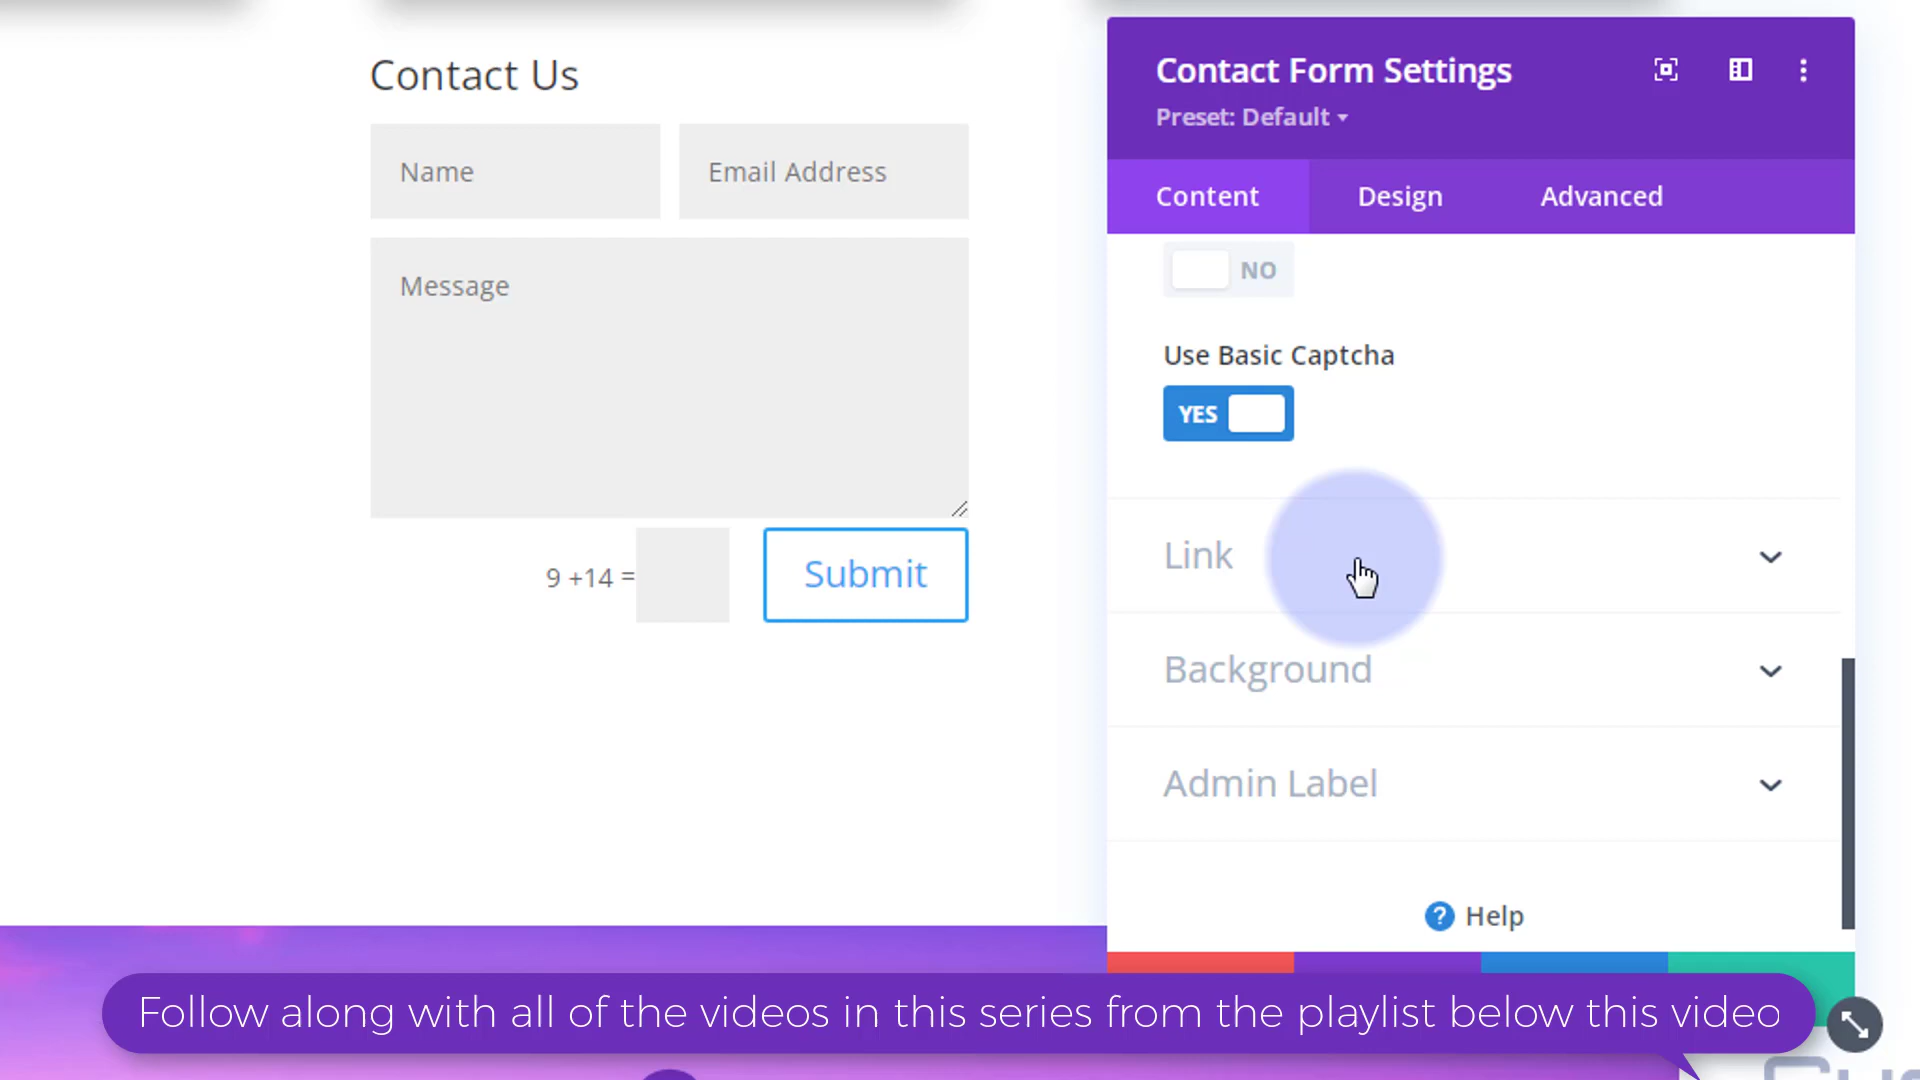 Contact Us
Name
Email Address
Message
9 +14 =
Submit
Contact Form Settings
Preset: Default
Content
Design
Advanced
NO
Use Basic Captcha
YES
Link
Background
Admin Label
? Help
Follow along with all of the videos in this series from the playlist below this video